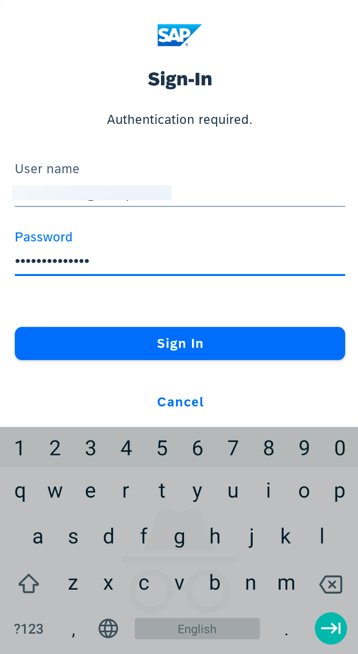 SAP
Sign-In
Authentication required.
User name
Password
••••••••••••••
Sign In
Cancel
1 2 3 4 5 6 7 8 9 0
q w e r t y u i o p
a s d f g h j k l
z x c v b n m
?123 , English .